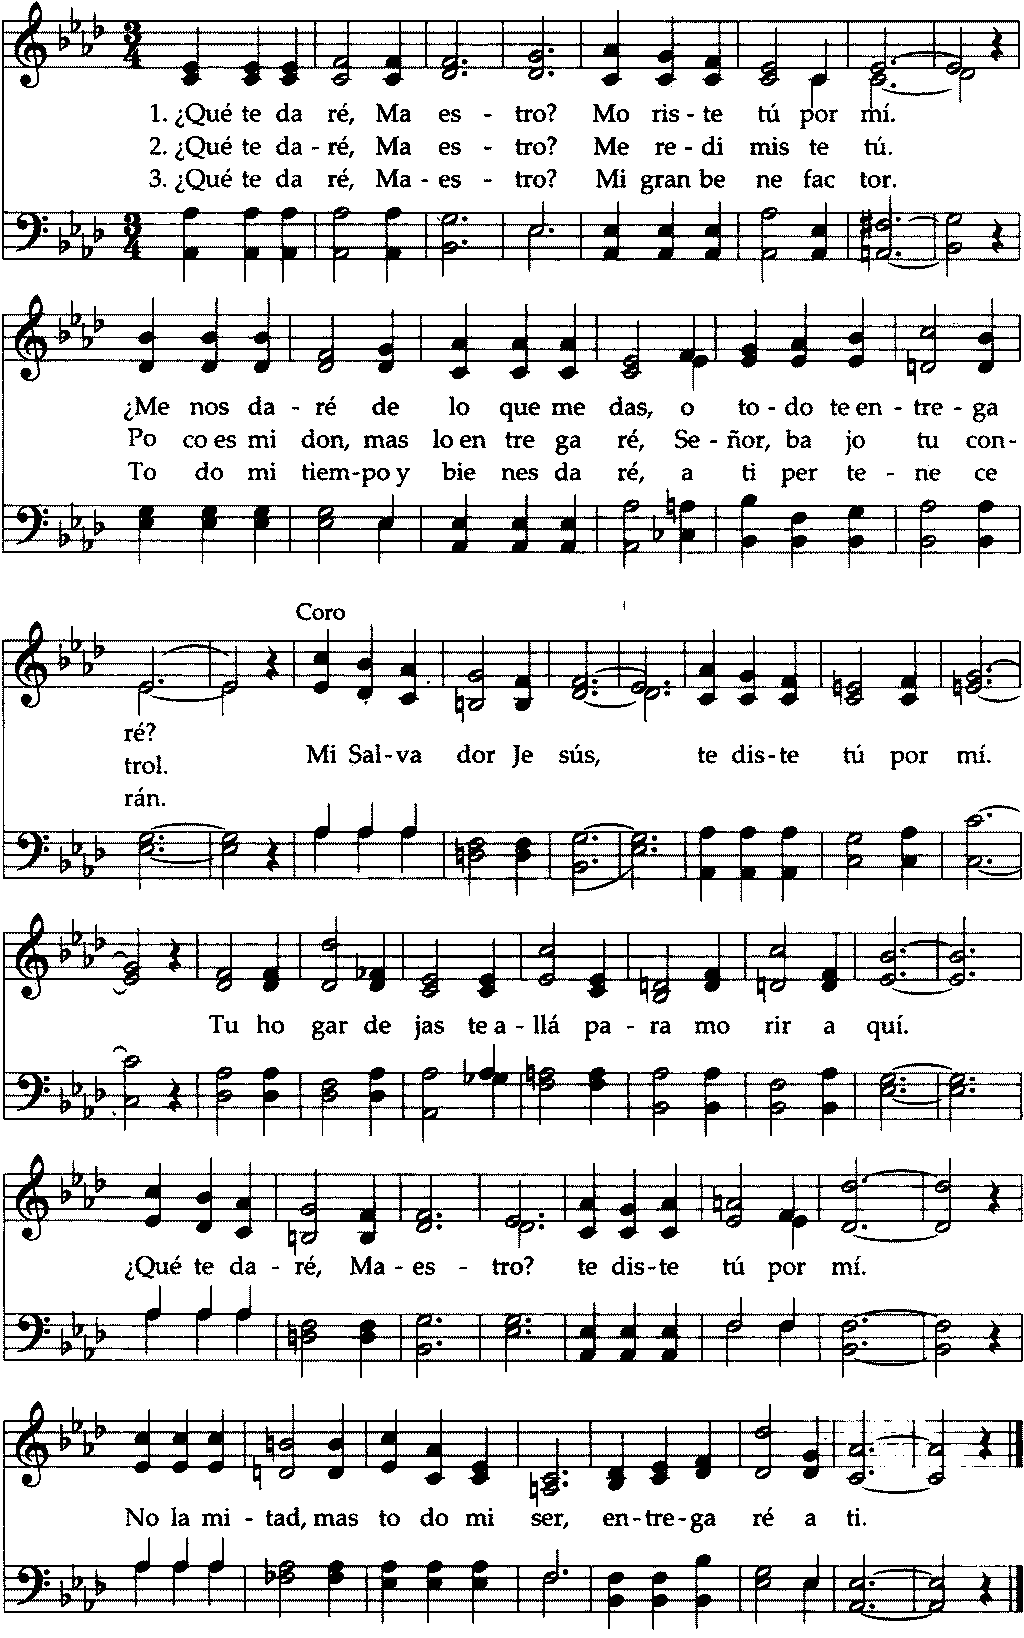 1. ¿Qué te da ré, Ma es - tro? Mo ris - te tú por mí.
2. ¿Qué te da - ré, Ma es - tro? Me re - di mis te tú.
3. ¿Qué te da ré, Ma - es - tro? Mi gran be ne fac tor.
¿Me nos da - ré de lo que me das, o to - do te en - tre - ga
Po co es mi don, mas lo en tre ga ré, Se - ñor, ba jo tu con -
To do mi tiem - po y bie nes da ré, a ti per te - ne ce
Coro
ré?
trol.
rán.
Mi Sal - va dor Je sús, te dis - te tú por mí.
Tu ho gar de jas te a - llá pa - ra mo rir a quí.
¿Qué te da - ré, Ma - es - tro? te dis - te tú por mí.
No la mi - tad, mas to do mi ser, en - tre - ga ré a ti.